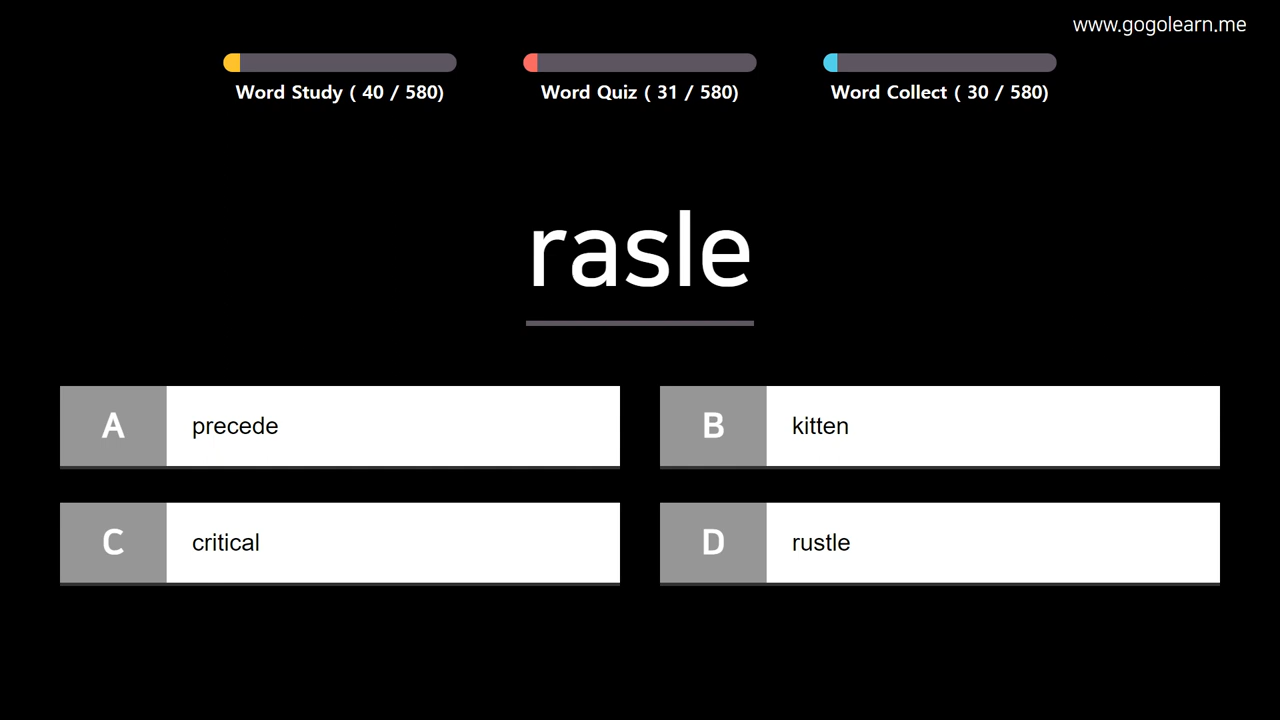 www.gogolearn.me
Word Study ( 40 / 580)
Word Quiz ( 31 / 580)
Word Collect ( 30 / 580)
rasle
A precede
B kitten
C critical
D rustle